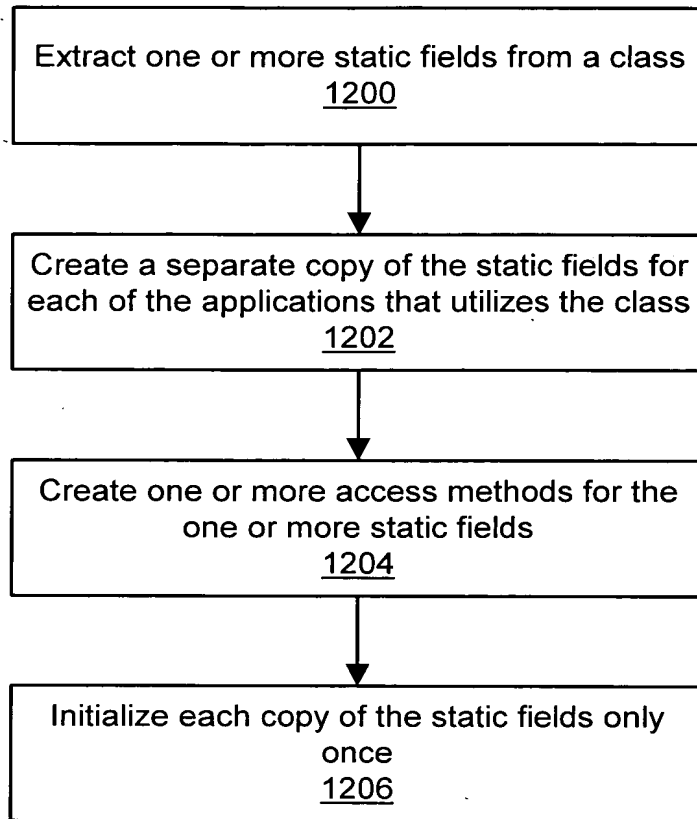 Extract one or more static fields from a class
1200
Create a separate copy of the static fields for
each of the applications that utilizes the class
1202
Create one or more access methods for the
one or more static fields
1204
Initialize each copy of the static fields only
once
1206